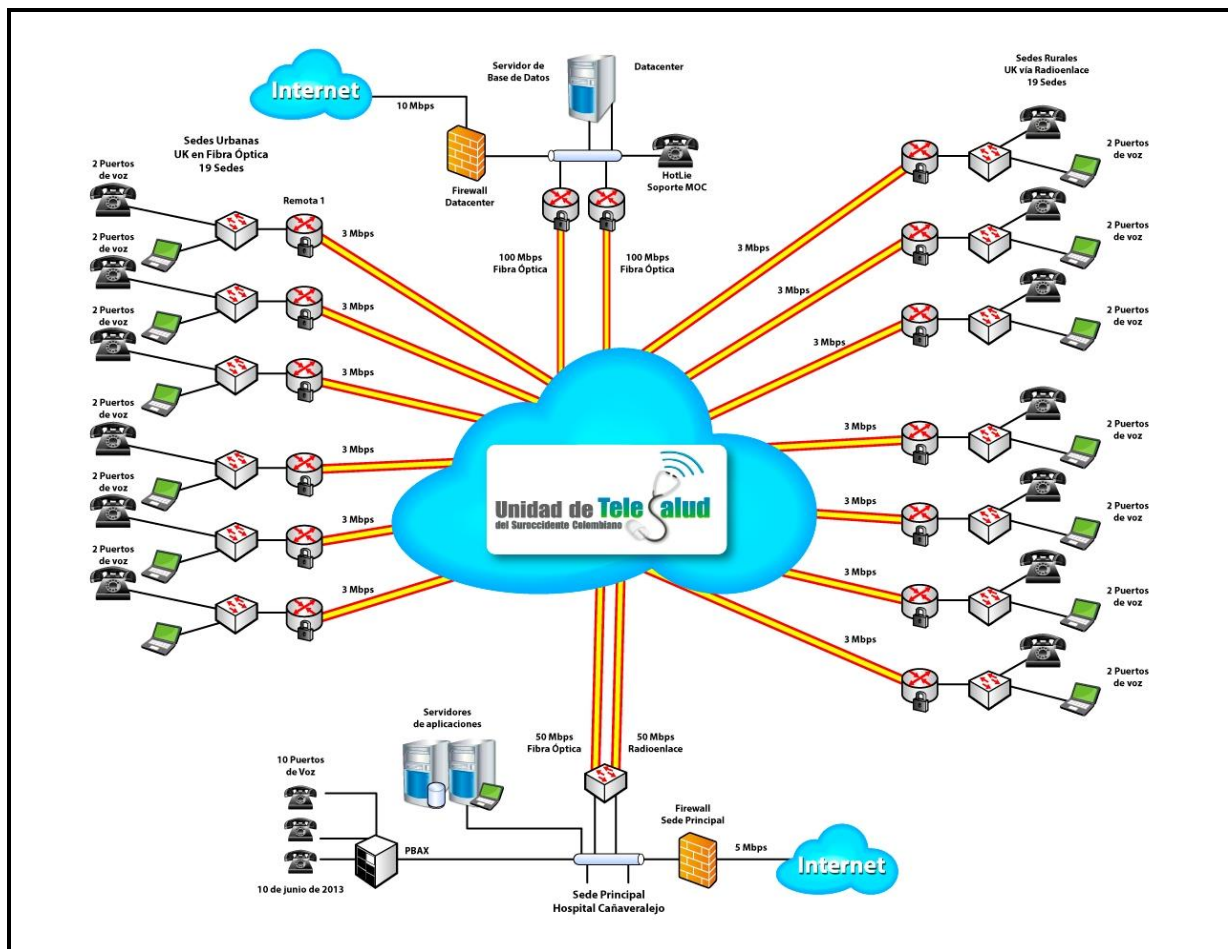 Internet
10 Mbps
Servidor de
Base de Datos
Datacenter
Firewall
Datacenter
HotLie
Soporte MOC
100 Mbps
Fibra Óptica
100 Mbps
Fibra Óptica
Sedes Urbanas
UK en Fibra Óptica
19 Sedes
Remota 1
2 Puertos
de voz
3 Mbps
2 Puertos
de voz
3 Mbps
2 Puertos
de voz
3 Mbps
2 Puertos
de voz
3 Mbps
2 Puertos
de voz
3 Mbps
2 Puertos
de voz
3 Mbps
Sedes Rurales
UK vía Radioenlace
19 Sedes
2 Puertos
de voz
3 Mbps
2 Puertos
de voz
3 Mbps
2 Puertos
de voz
3 Mbps
2 Puertos
de voz
3 Mbps
2 Puertos
de voz
3 Mbps
2 Puertos
de voz
3 Mbps
2 Puertos
de voz
3 Mbps
Unidad de TeleSalud
del Suroccidente Colombiano
50 Mbps
Fibra Óptica
50 Mbps
Radioenlace
Servidores
de aplicaciones
10 Puertos
de Voz
PBAX
10 de junio de 2013
Sede Principal
Hospital Cañaveralejo
Firewall
Sede Principal
5 Mbps
Internet